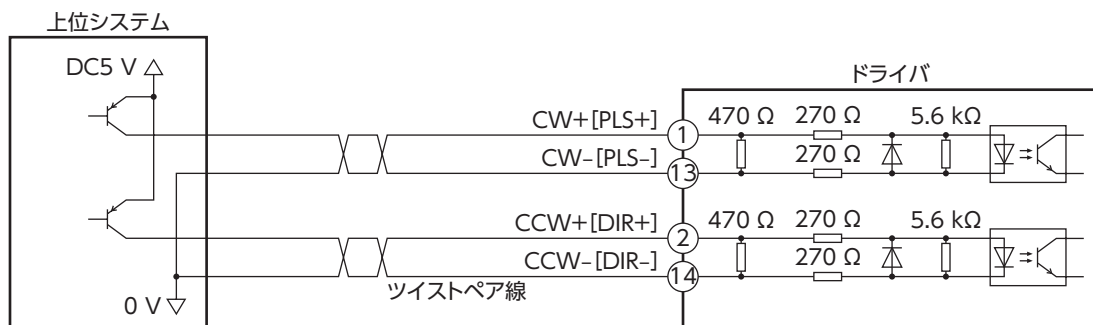 上位システム
DC5 V
ドライバ
CW+[PLS+]
1
470 Ω
270 Ω
5.6 kΩ
CW–[PLS–]
13
270 Ω
CCW+[DIR+]
2
470 Ω
270 Ω
5.6 kΩ
CCW–[DIR–]
14
270 Ω
ツイストペア線
0 V